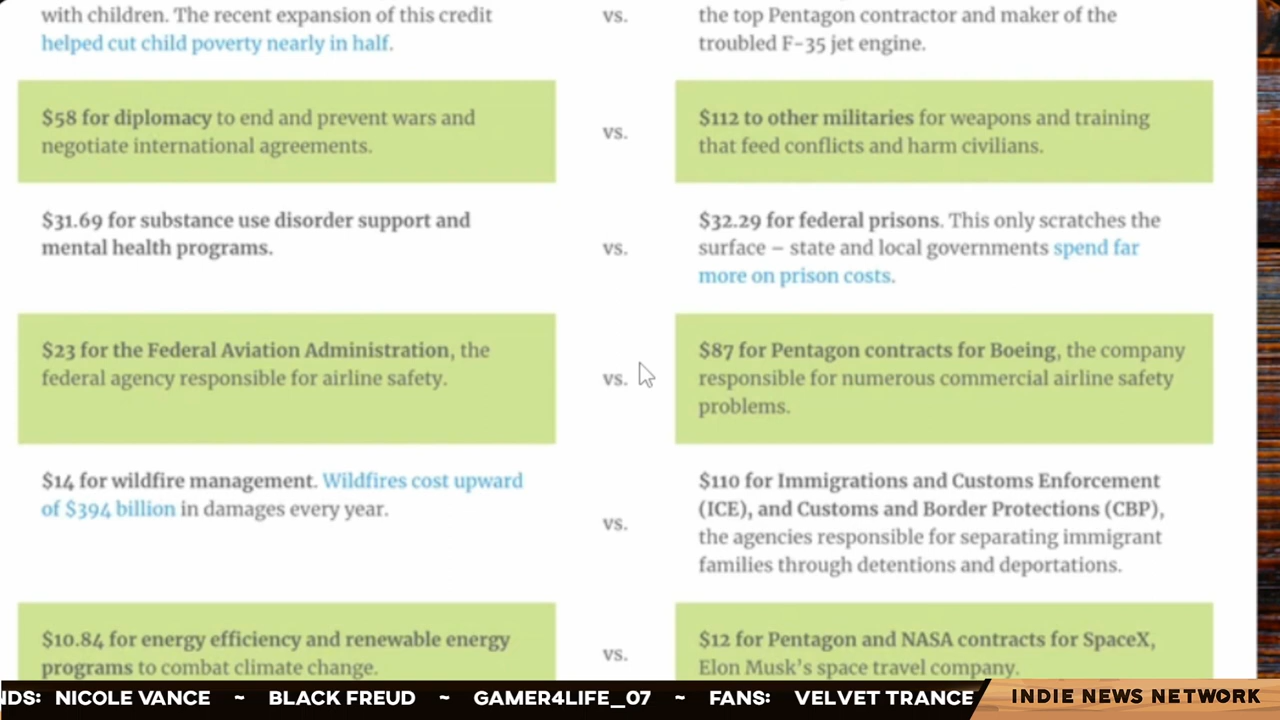 with children. The recent expansion of this credit
helped cut child poverty nearly in half.
vs.
the top Pentagon contractor and maker of the
troubled F-35 jet engine.
$58 for diplomacy to end and prevent wars and
negotiate international agreements.
vs.
$112 to other militaries for weapons and training
that feed conflicts and harm civilians.
$31.69 for substance use disorder support and
mental health programs.
vs.
$32.29 for federal prisons. This only scratches the
surface – state and local governments spend far
more on prison costs.
$23 for the Federal Aviation Administration, the
federal agency responsible for airline safety.
vs.
$87 for Pentagon contracts for Boeing, the company
responsible for numerous commercial airline safety
problems.
$14 for wildfire management. Wildfires cost upward
of $394 billion in damages every year.
vs.
$110 for Immigrations and Customs Enforcement
(ICE), and Customs and Border Protections (CBP),
the agencies responsible for separating immigrant
families through detentions and deportations.
$10.84 for energy efficiency and renewable energy
programs to combat climate change.
vs.
$12 for Pentagon and NASA contracts for SpaceX,
Elon Musk's space travel company.
NDS: NICOLE VANCE ~ BLACK FREUD ~ GAMER4LIFE_07 ~ FANS: VELVET TRANCE
INDIE NEWS NETWORK